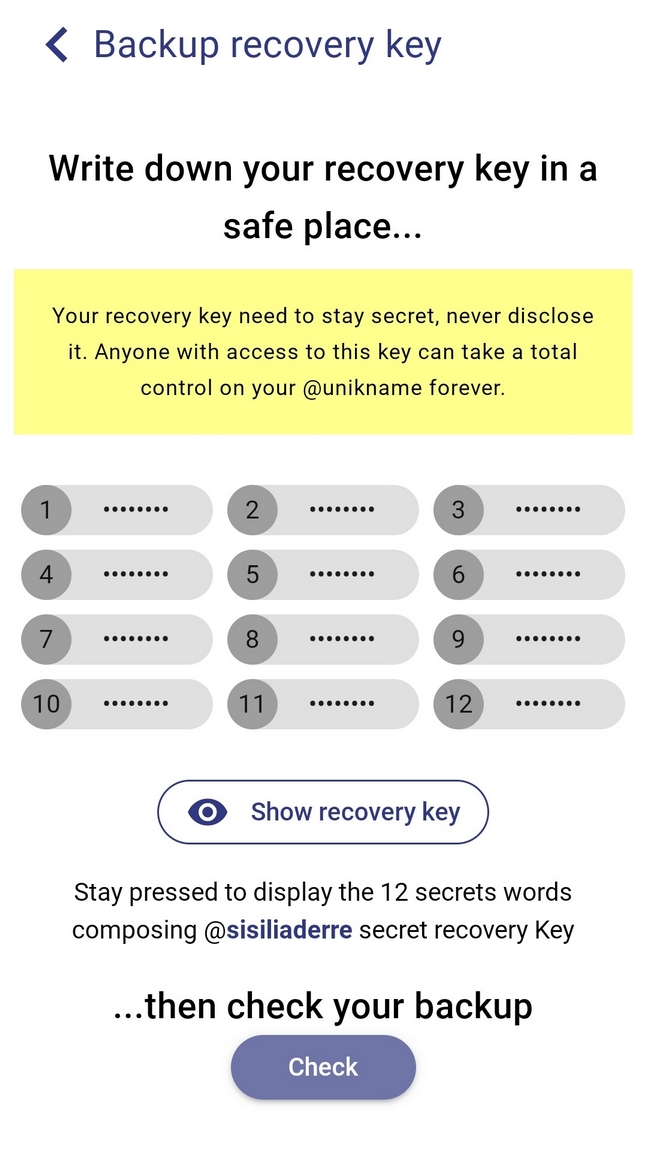 Backup recovery key
Write down your recovery key in a
safe place...
Your recovery key need to stay secret, never disclose
it. Anyone with access to this key can take a total
control on your @unikname forever.
1 •••••••• 2 •••••••• 3 ••••••••
4 •••••••• 5 •••••••• 6 ••••••••
7 •••••••• 8 •••••••• 9 ••••••••
10 •••••••• 11 •••••••• 12 ••••••••
Show recovery key
Stay pressed to display the 12 secrets words
composing @sisiliaderre secret recovery Key
...then check your backup
Check